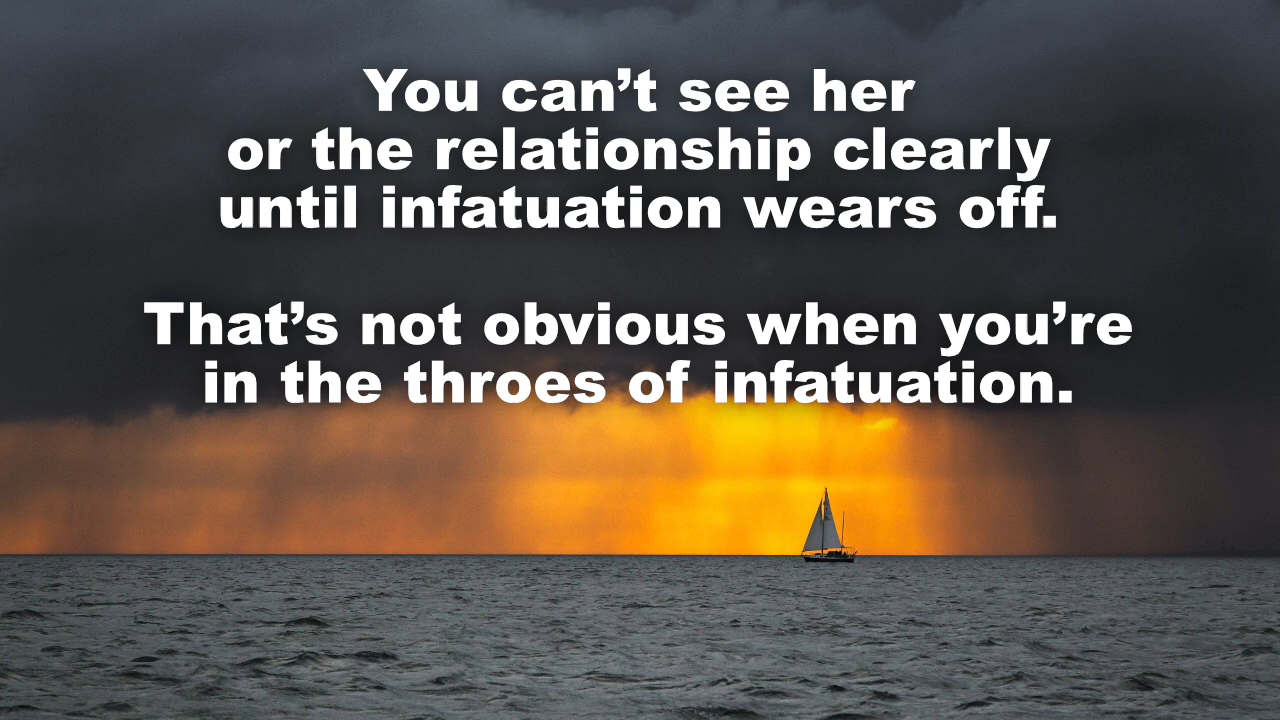 You can’t see her
or the relationship clearly
until infatuation wears off.
That’s not obvious when you’re
in the throes of infatuation.